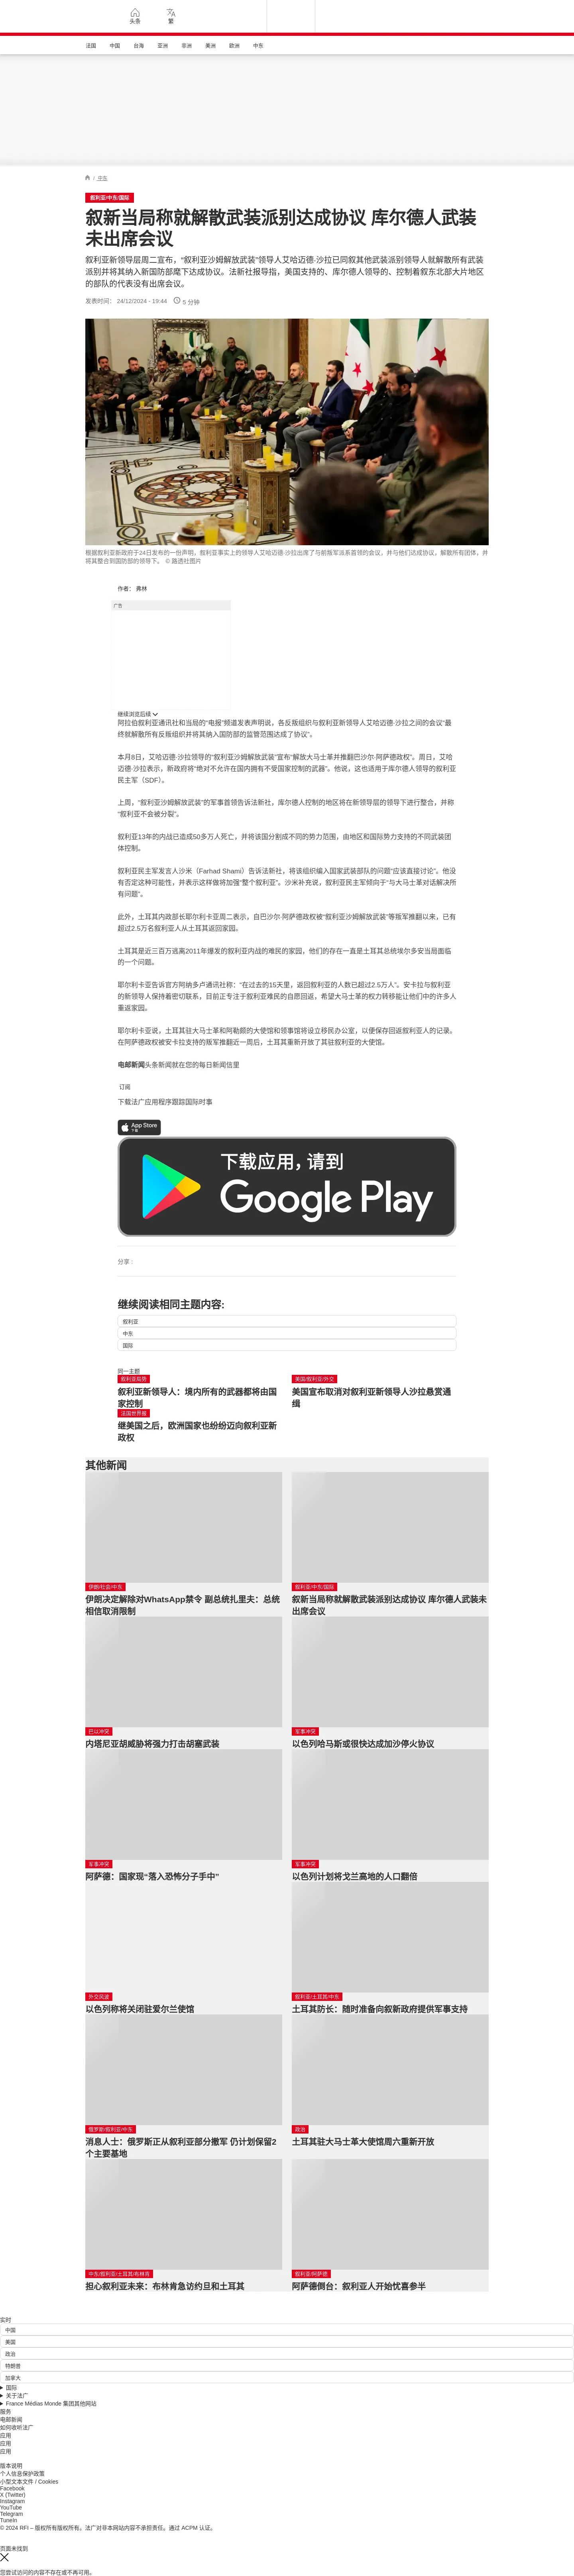 头条
繁
法国
中国
台海
亚洲
非洲
美洲
欧洲
中东
/ 中东
叙利亚/中东/国际
叙新当局称就解散武装派别达成协议 库尔德人武装
未出席会议
叙利亚新领导层周二宣布，“叙利亚沙姆解放武装”领导人艾哈迈德·沙拉已同叙其他武装派别领导人就解散所有武装
派别并将其纳入新国防部麾下达成协议。法新社报导指，美国支持的、库尔德人领导的、控制着叙东北部大片地区
的部队的代表没有出席会议。
发表时间： 24/12/2024 - 19:44
5 分钟
根据叙利亚新政府于24日发布的一份声明，叙利亚事实上的领导人艾哈迈德·沙拉出席了与前叛军派系首领的会议，并与他们达成协议，解散所有团体，并
将其整合到国防部的领导下。 © 路透社图片
作者： 弗林
广告
继续浏览后续
阿拉伯叙利亚通讯社和当局的“电报”频道发表声明说，各反叛组织与叙利亚新领导人艾哈迈德·沙拉之间的会议“最
终就解散所有反叛组织并将其纳入国防部的监管范围达成了协议”。
本月8日，艾哈迈德·沙拉领导的“叙利亚沙姆解放武装”宣布“解放大马士革并推翻巴沙尔·阿萨德政权”。周日，艾哈
迈德·沙拉表示，新政府将“绝对不允许在国内拥有不受国家控制的武器”。他说，这也适用于库尔德人领导的叙利亚
民主军（SDF）。
上周，“叙利亚沙姆解放武装”的军事首领告诉法新社，库尔德人控制的地区将在新领导层的领导下进行整合，并称
“叙利亚不会被分裂”。
叙利亚13年的内战已造成50多万人死亡，并将该国分割成不同的势力范围，由地区和国际势力支持的不同武装团
体控制。
叙利亚民主军发言人沙米（Farhad Shami）告诉法新社，将该组织编入国家武装部队的问题“应该直接讨论”。他没
有否定这种可能性，并表示这样做将加强“整个叙利亚”。沙米补充说，叙利亚民主军倾向于“与大马士革对话解决所
有问题”。
此外，土耳其内政部长耶尔利卡亚周二表示，自巴沙尔·阿萨德政权被“叙利亚沙姆解放武装”等叛军推翻以来，已有
超过2.5万名叙利亚人从土耳其返回家园。
土耳其是近三百万逃离2011年爆发的叙利亚内战的难民的家园，他们的存在一直是土耳其总统埃尔多安当局面临
的一个问题。
耶尔利卡亚告诉官方阿纳多卢通讯社称：“在过去的15天里，返回叙利亚的人数已超过2.5万人”。安卡拉与叙利亚
的新领导人保持着密切联系，目前正专注于叙利亚难民的自愿回返，希望大马士革的权力转移能让他们中的许多人
重返家园。
耶尔利卡亚说，土耳其驻大马士革和阿勒颇的大使馆和领事馆将设立移民办公室，以便保存回返叙利亚人的记录。
在阿萨德政权被安卡拉支持的叛军推翻近一周后，土耳其重新开放了其驻叙利亚的大使馆。
电邮新闻头条新闻就在您的每日新闻信里
订阅
下载法广应用程序跟踪国际时事
App Store
下载
下载应用，请到
Google Play
分享 :
继续阅读相同主题内容:
叙利亚
中东
国际
同一主题
叙利亚局势
叙利亚新领导人：境内所有的武器都将由国
家控制
美国/叙利亚/外交
美国宣布取消对叙利亚新领导人沙拉悬赏通
缉
法国世界报
继美国之后，欧洲国家也纷纷迈向叙利亚新
政权
其他新闻
伊朗/社会/中东
伊朗决定解除对WhatsApp禁令 副总统扎里夫：总统
相信取消限制
叙利亚/中东/国际
叙新当局称就解散武装派别达成协议 库尔德人武装未
出席会议
巴以冲突
内塔尼亚胡威胁将强力打击胡塞武装
军事冲突
以色列哈马斯或很快达成加沙停火协议
军事冲突
阿萨德：国家现"落入恐怖分子手中"
军事冲突
以色列计划将戈兰高地的人口翻倍
外交风波
以色列称将关闭驻爱尔兰使馆
叙利亚/土耳其/中东
土耳其防长：随时准备向叙新政府提供军事支持
俄罗斯/叙利亚/中东
消息人士：俄罗斯正从叙利亚部分撤军 仍计划保留2
个主要基地
政治
土耳其驻大马士革大使馆周六重新开放
中东/叙利亚/土耳其/布林肯
担心叙利亚未来：布林肯急访约旦和土耳其
叙利亚/阿萨德
阿萨德倒台：叙利亚人开始忧喜参半
实时
中国
美国
政治
特朗普
加拿大
国际
关于法广
France Médias Monde 集团其他网站
服务
电邮新闻
如何收听法广
应用
应用
应用
版本说明
个人信息保护政策
小型文本文件 / Cookies
Facebook
X (Twitter)
Instagram
YouTube
Telegram
TuneIn
© 2024 RFI – 版权所有版权所有。法广对非本网站内容不承担责任。通过 ACPM 认证。
页面未找到
您尝试访问的内容不存在或不再可用。